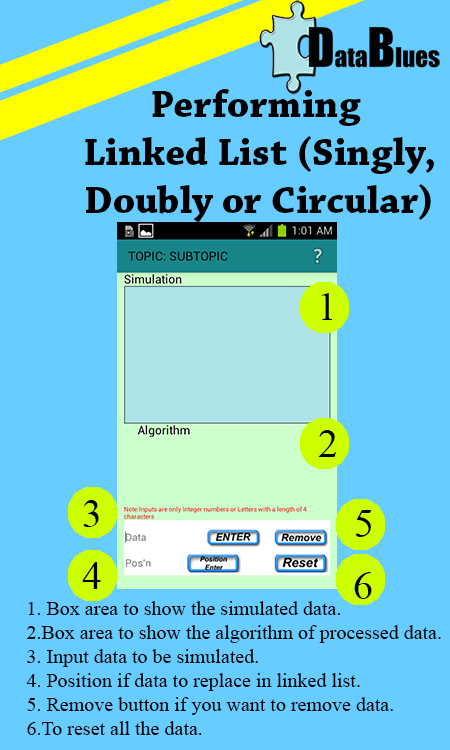 DataBlues
Performing
Linked List (Singly,
Doubly or Circular)
1:01 AM
TOPIC: SUBTOPIC ?
Simulation
1
Algorithm
2
Note:Inputs are only Integer numbers or Letters with a length of 4
characters
3
Data ENTER Remove
5
4
Pos'n Position
Enter Reset
6
1. Box area to show the simulated data.
2.Box area to show the algorithm of processed data.
3. Input data to be simulated.
4. Position if data to replace in linked list.
5. Remove button if you want to remove data.
6.To reset all the data.